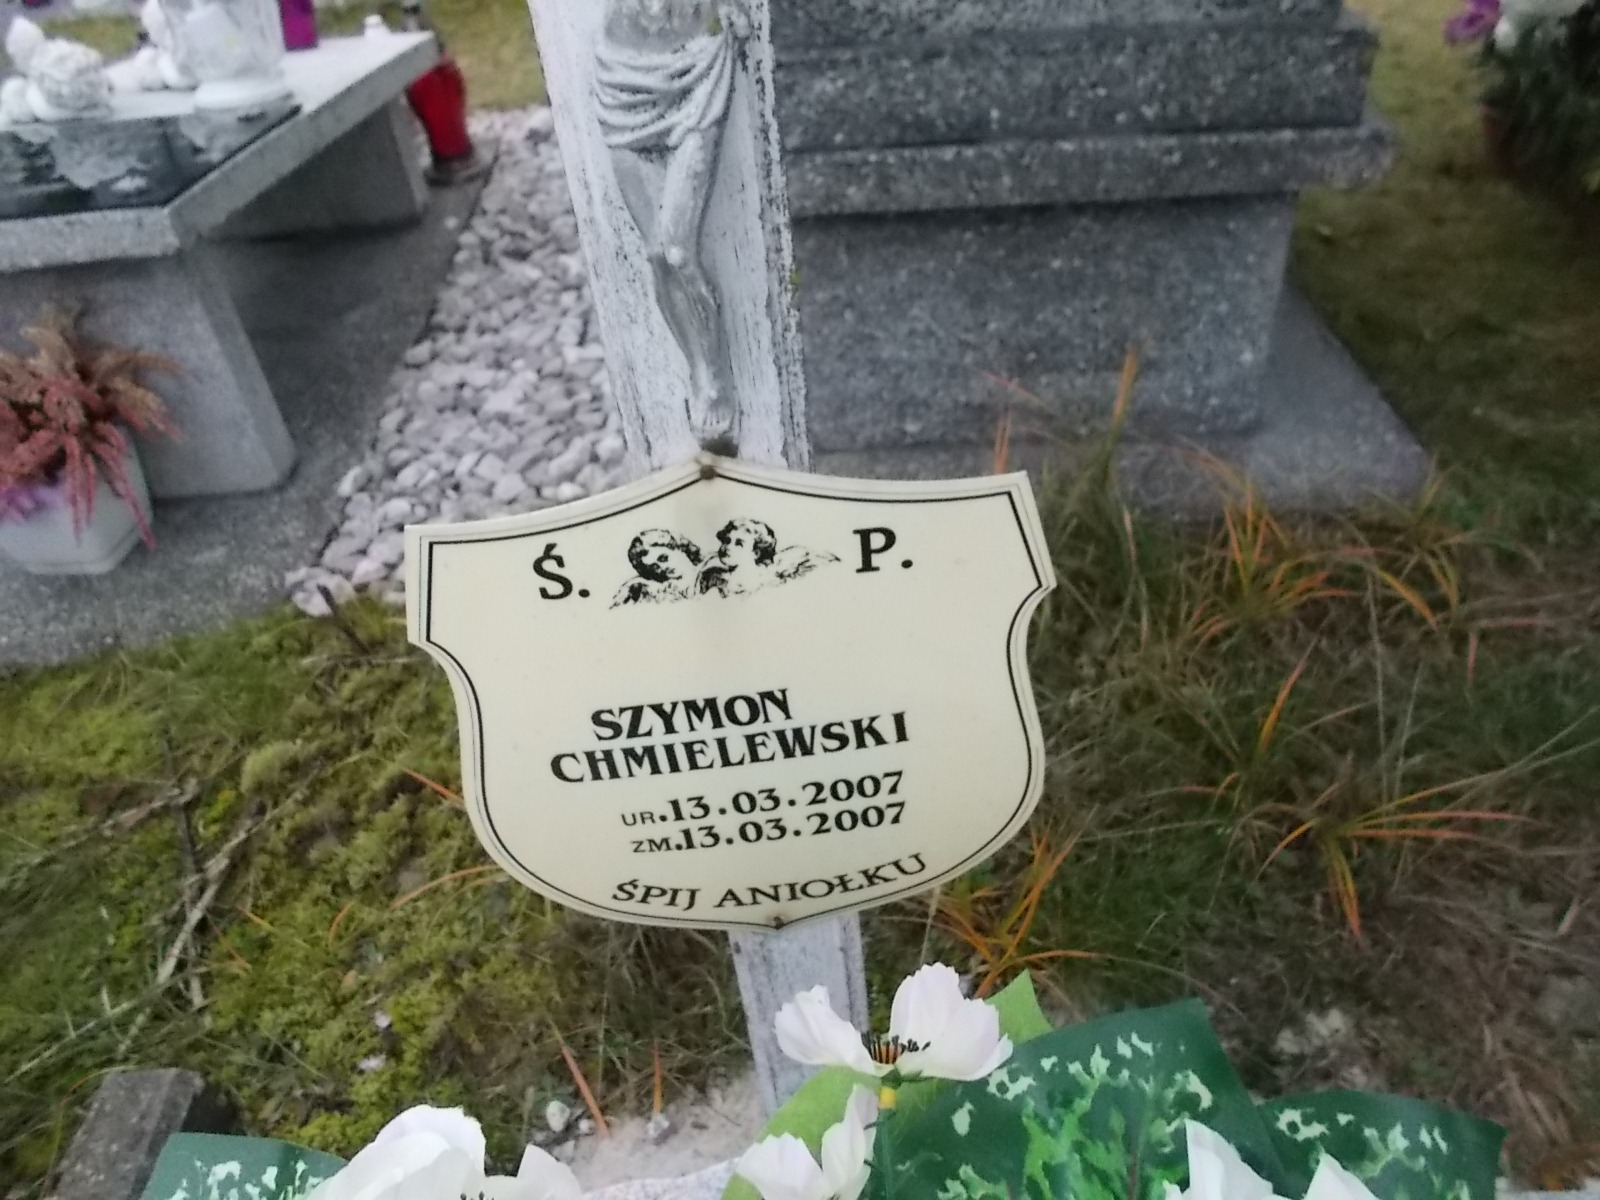 Ś. P.
SZYMON
CHMIELEWSKI
UR.13.03.2007
ZM.13.03.2007
ŚPIJ ANIOŁKU